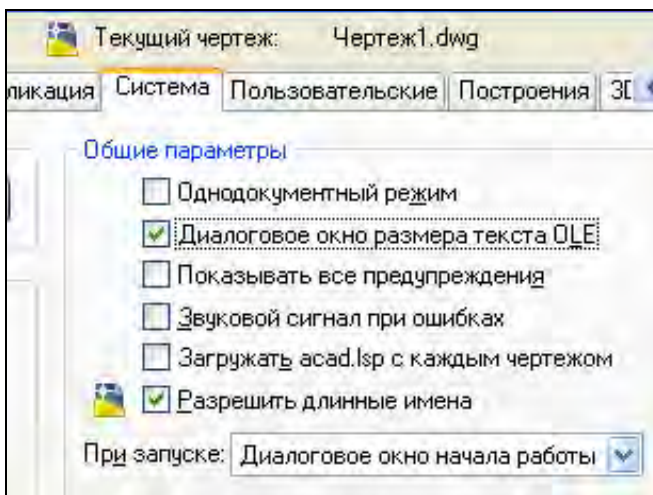 Текущий чертеж: Чертеж1.dwg
ликация Система Пользовательские Построения 3D
Общие параметры
Однодокументный режим
Диалоговое окно размера текста OLE
Показывать все предупреждения
Звуковой сигнал при ошибках
Загружать acad.lsp с каждым чертежом
Разрешить длинные имена
При запуске: Диалоговое окно начала работы